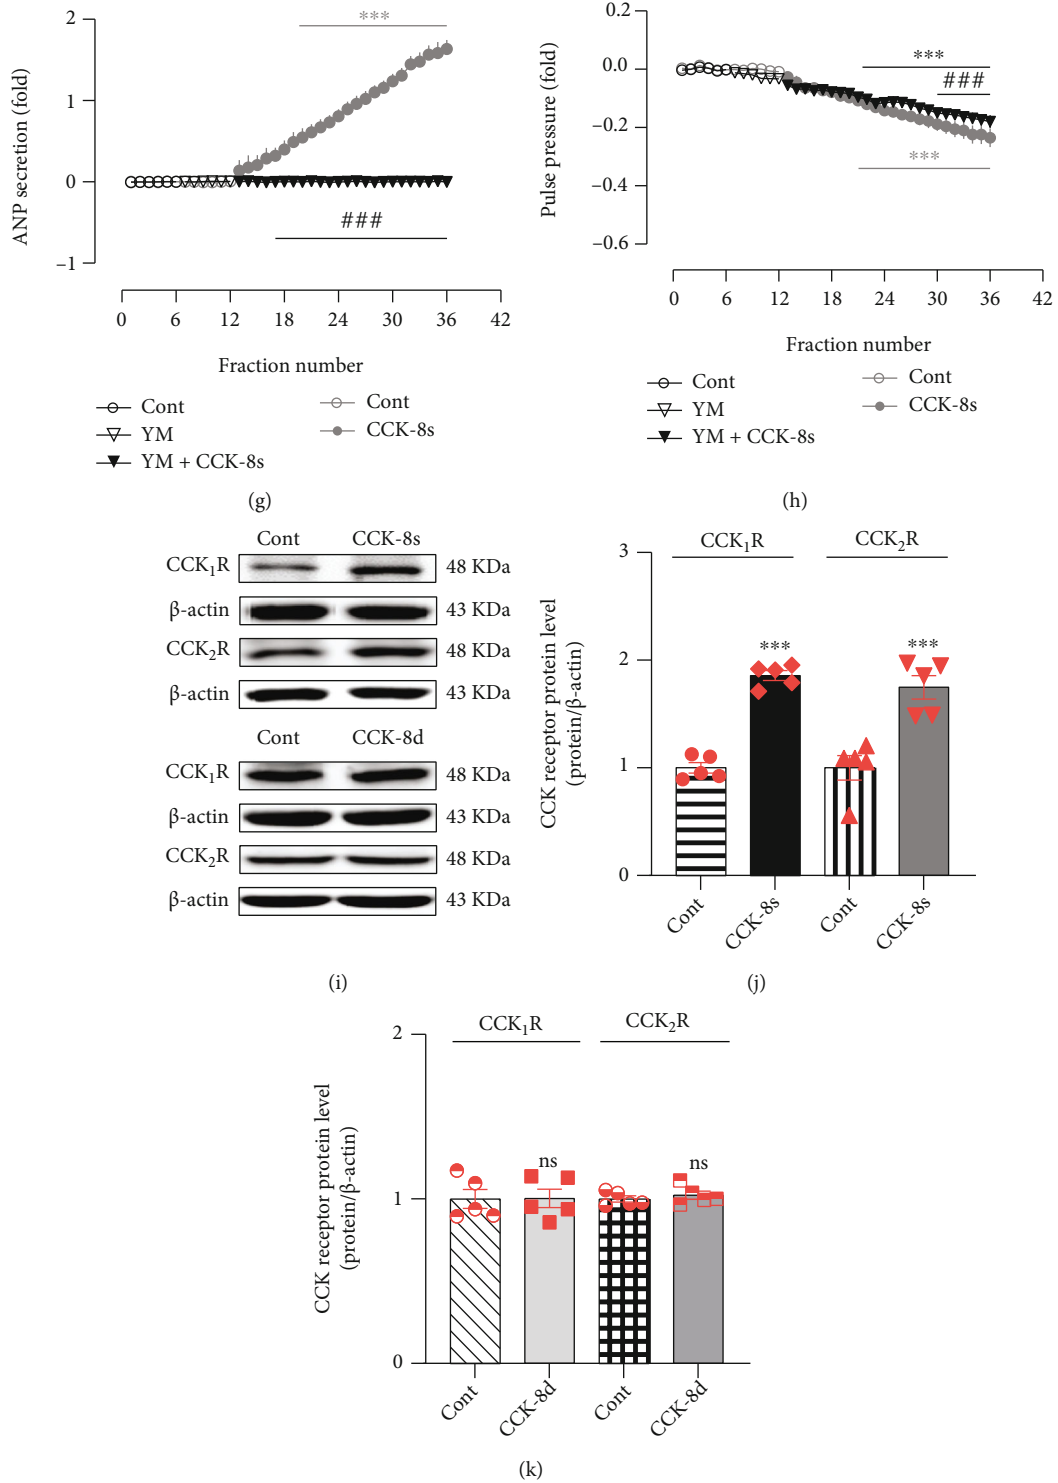 2
1
0
–1
ANP secretion (fold)
***
###
0 6 12 18 24 30 36 42
Fraction number
Cont
YM
YM + CCK-8s
Cont
CCK-8s
(g)
0.2
0.0
–0.2
–0.4
–0.6
Pulse pressure (fold)
***
###
***
0 6 12 18 24 30 36 42
Fraction number
Cont
YM
YM + CCK-8s
Cont
CCK-8s
(h)
Cont CCK-8s
CCK₁R 48 KDa
β-actin 43 KDa
CCK₂R 48 KDa
β-actin 43 KDa
Cont CCK-8d
CCK₁R 48 KDa
β-actin 43 KDa
CCK₂R 48 KDa
β-actin 43 KDa
(i)
CCK₁R CCK₂R
3
2
1
0
CCK receptor protein level
(protein/β-actin)
*** ***
Cont CCK-8s Cont CCK-8s
(j)
CCK₁R CCK₂R
2
1
0
CCK receptor protein level
(protein/β-actin)
ns ns
Cont CCK-8d Cont CCK-8d
(k)